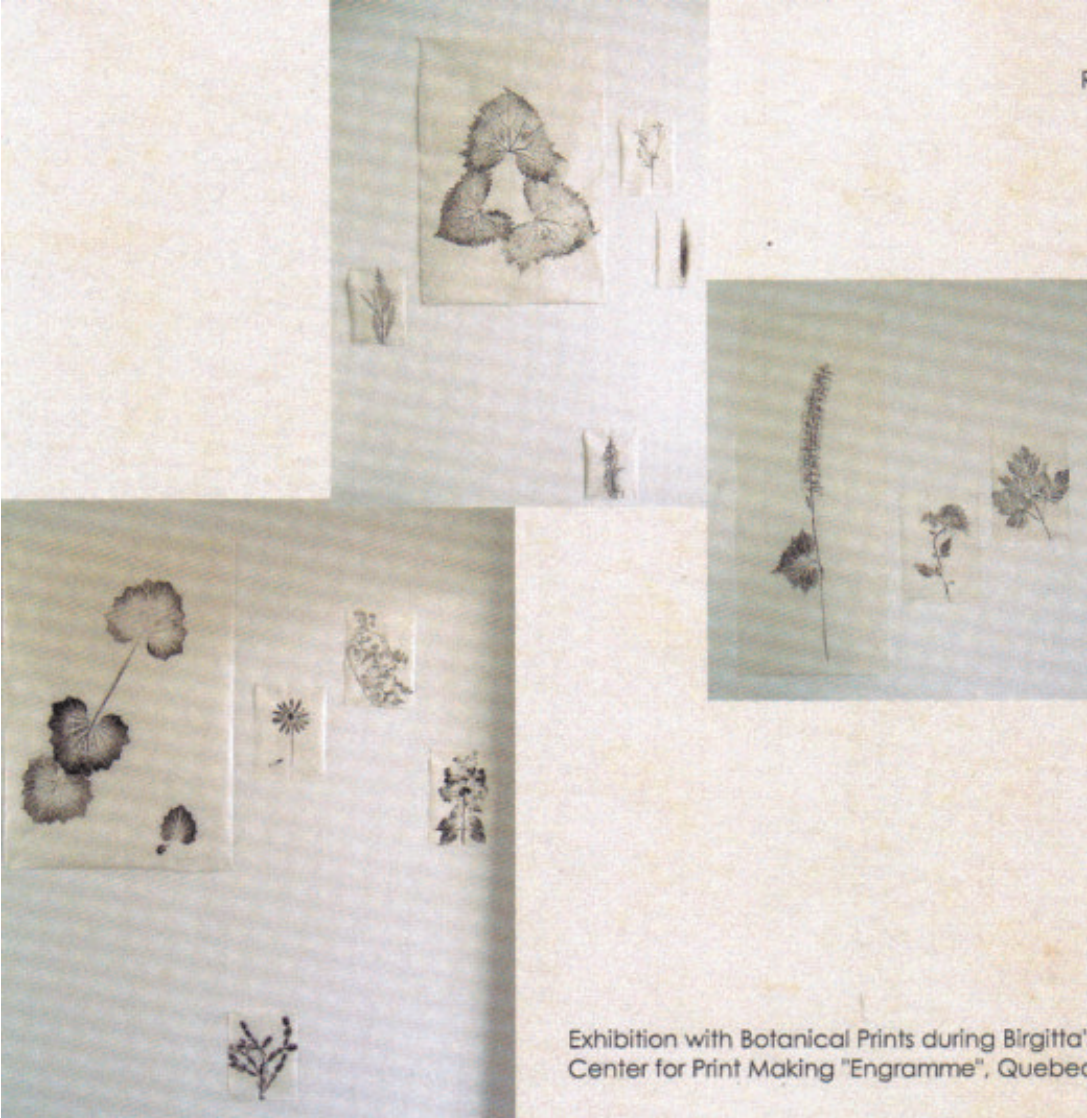 R
Exhibition with Botanical Prints during Birgitta'
Center for Print Making "Engramme", Quebec